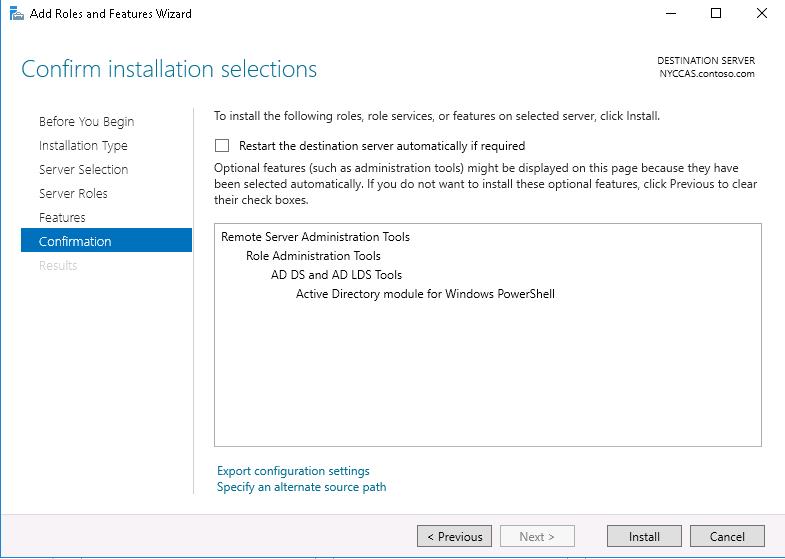 Add Roles and Features Wizard
Confirm installation selections
DESTINATION SERVER
NYCCAS.contoso.com
Before You Begin
Installation Type
Server Selection
Server Roles
Features
Confirmation
Results
To install the following roles, role services, or features on selected server, click Install.
Restart the destination server automatically if required
Optional features (such as administration tools) might be displayed on this page because they have
been selected automatically. If you do not want to install these optional features, click Previous to clear
their check boxes.
Remote Server Administration Tools
Role Administration Tools
AD DS and AD LDS Tools
Active Directory module for Windows PowerShell
Export configuration settings
Specify an alternate source path
< Previous
Next >
Install
Cancel